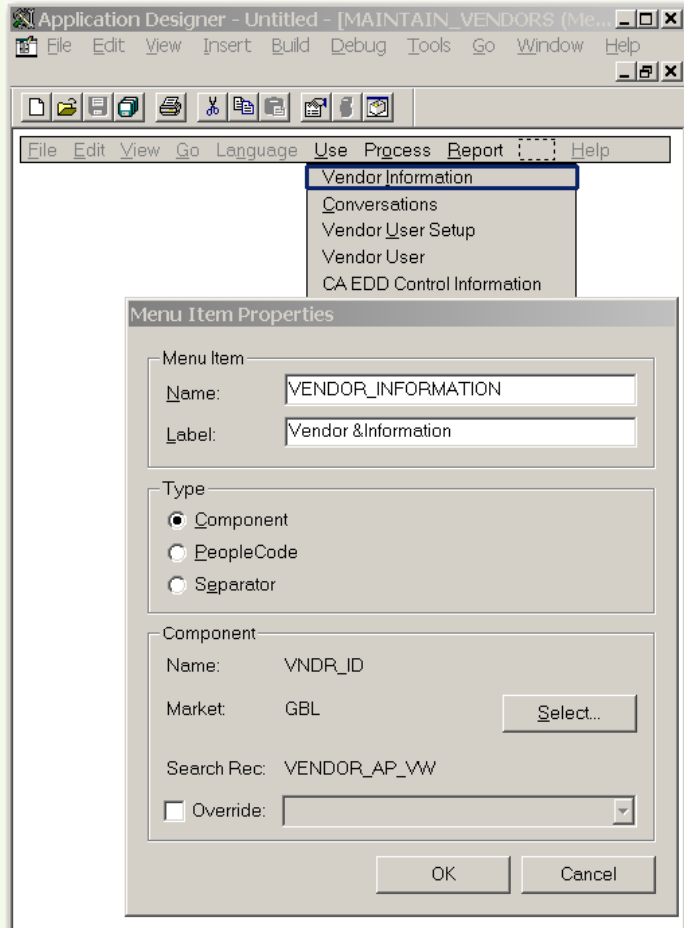 Application Designer - Untitled - [MAINTAIN_VENDORS (Me...
File Edit View Insert Build Debug Tools Go Window Help
File Edit View Go Language Use Process Report Help
Vendor Information
Conversations
Vendor User Setup
Vendor User
CA EDD Control Information
Menu Item Properties
Menu Item
Name: VENDOR_INFORMATION
Label: Vendor &Information
Type
Component
PeopleCode
Separator
Component
Name: VNDR_ID
Market: GBL Select...
Search Rec: VENDOR_AP_VW
Override:
OK Cancel